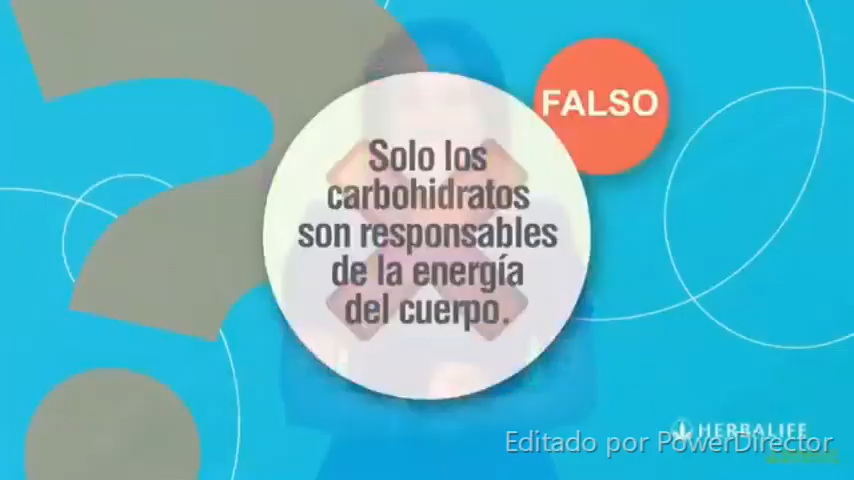 FALSO
Solo los
carbohidratos
son responsables
de la energía
del cuerpo.
HERBALIFE
Editado por PowerDirector